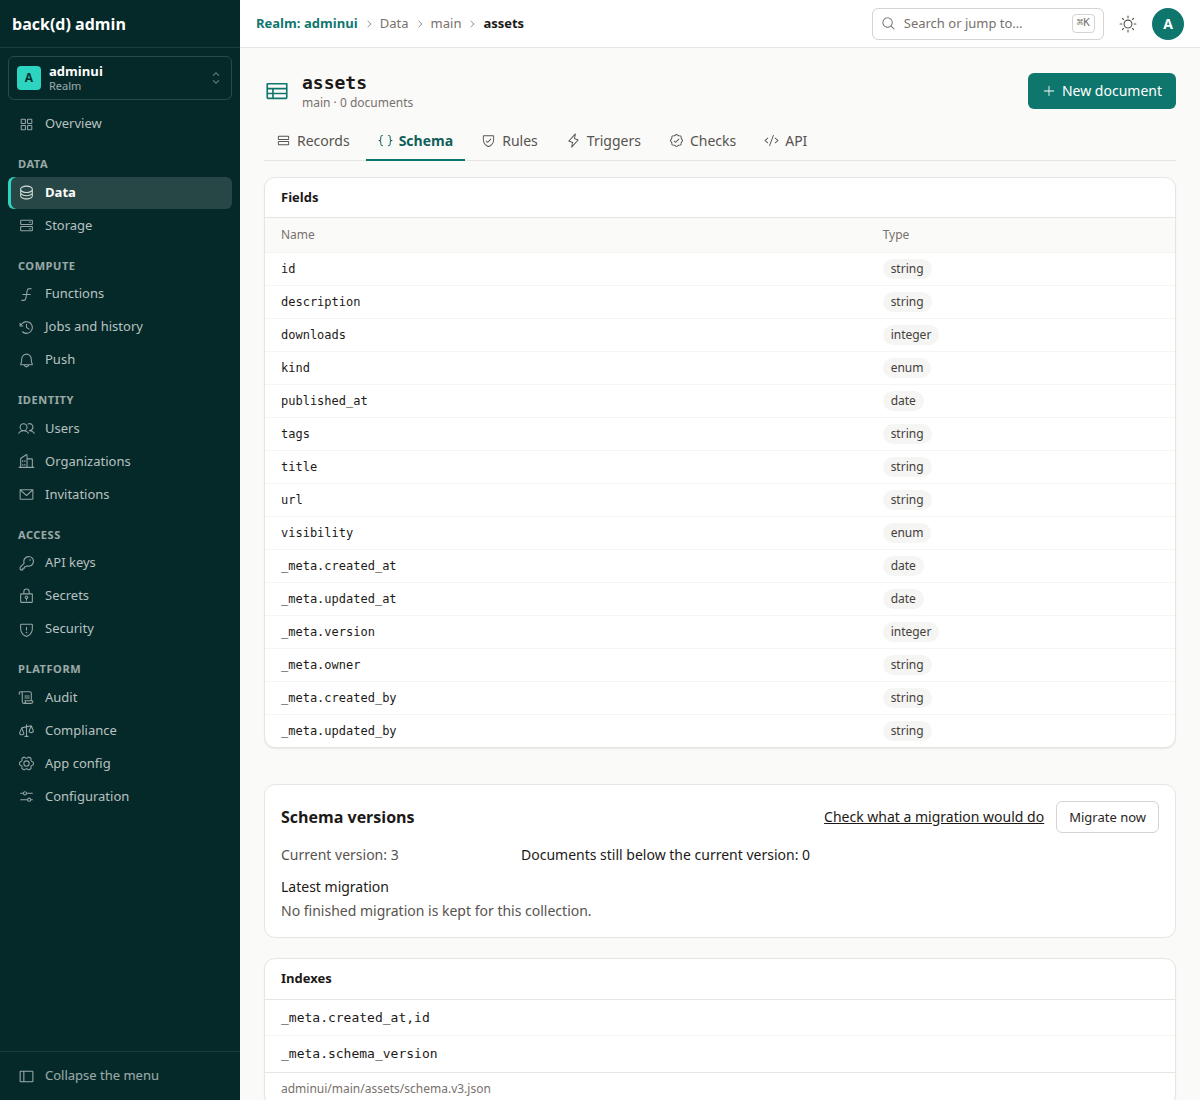 back(d) admin
Realm: adminui
Data
main
assets
Search or jump to...
⌘K
A
A
adminui
Realm
Overview
DATA
Data
Storage
COMPUTE
Functions
Jobs and history
Push
IDENTITY
Users
Organizations
Invitations
ACCESS
API keys
Secrets
Security
PLATFORM
Audit
Compliance
App config
Configuration
Collapse the menu
assets
main · 0 documents
New document
Records
Schema
Rules
Triggers
Checks
API
Fields
Name Type
id string
description string
downloads integer
kind enum
published_at date
tags string
title string
url string
visibility enum
_meta.created_at date
_meta.updated_at date
_meta.version integer
_meta.owner string
_meta.created_by string
_meta.updated_by string
Schema versions
Check what a migration would do
Migrate now
Current version: 3
Documents still below the current version: 0
Latest migration
No finished migration is kept for this collection.
Indexes
_meta.created_at,id
_meta.schema_version
adminui/main/assets/schema.v3.json